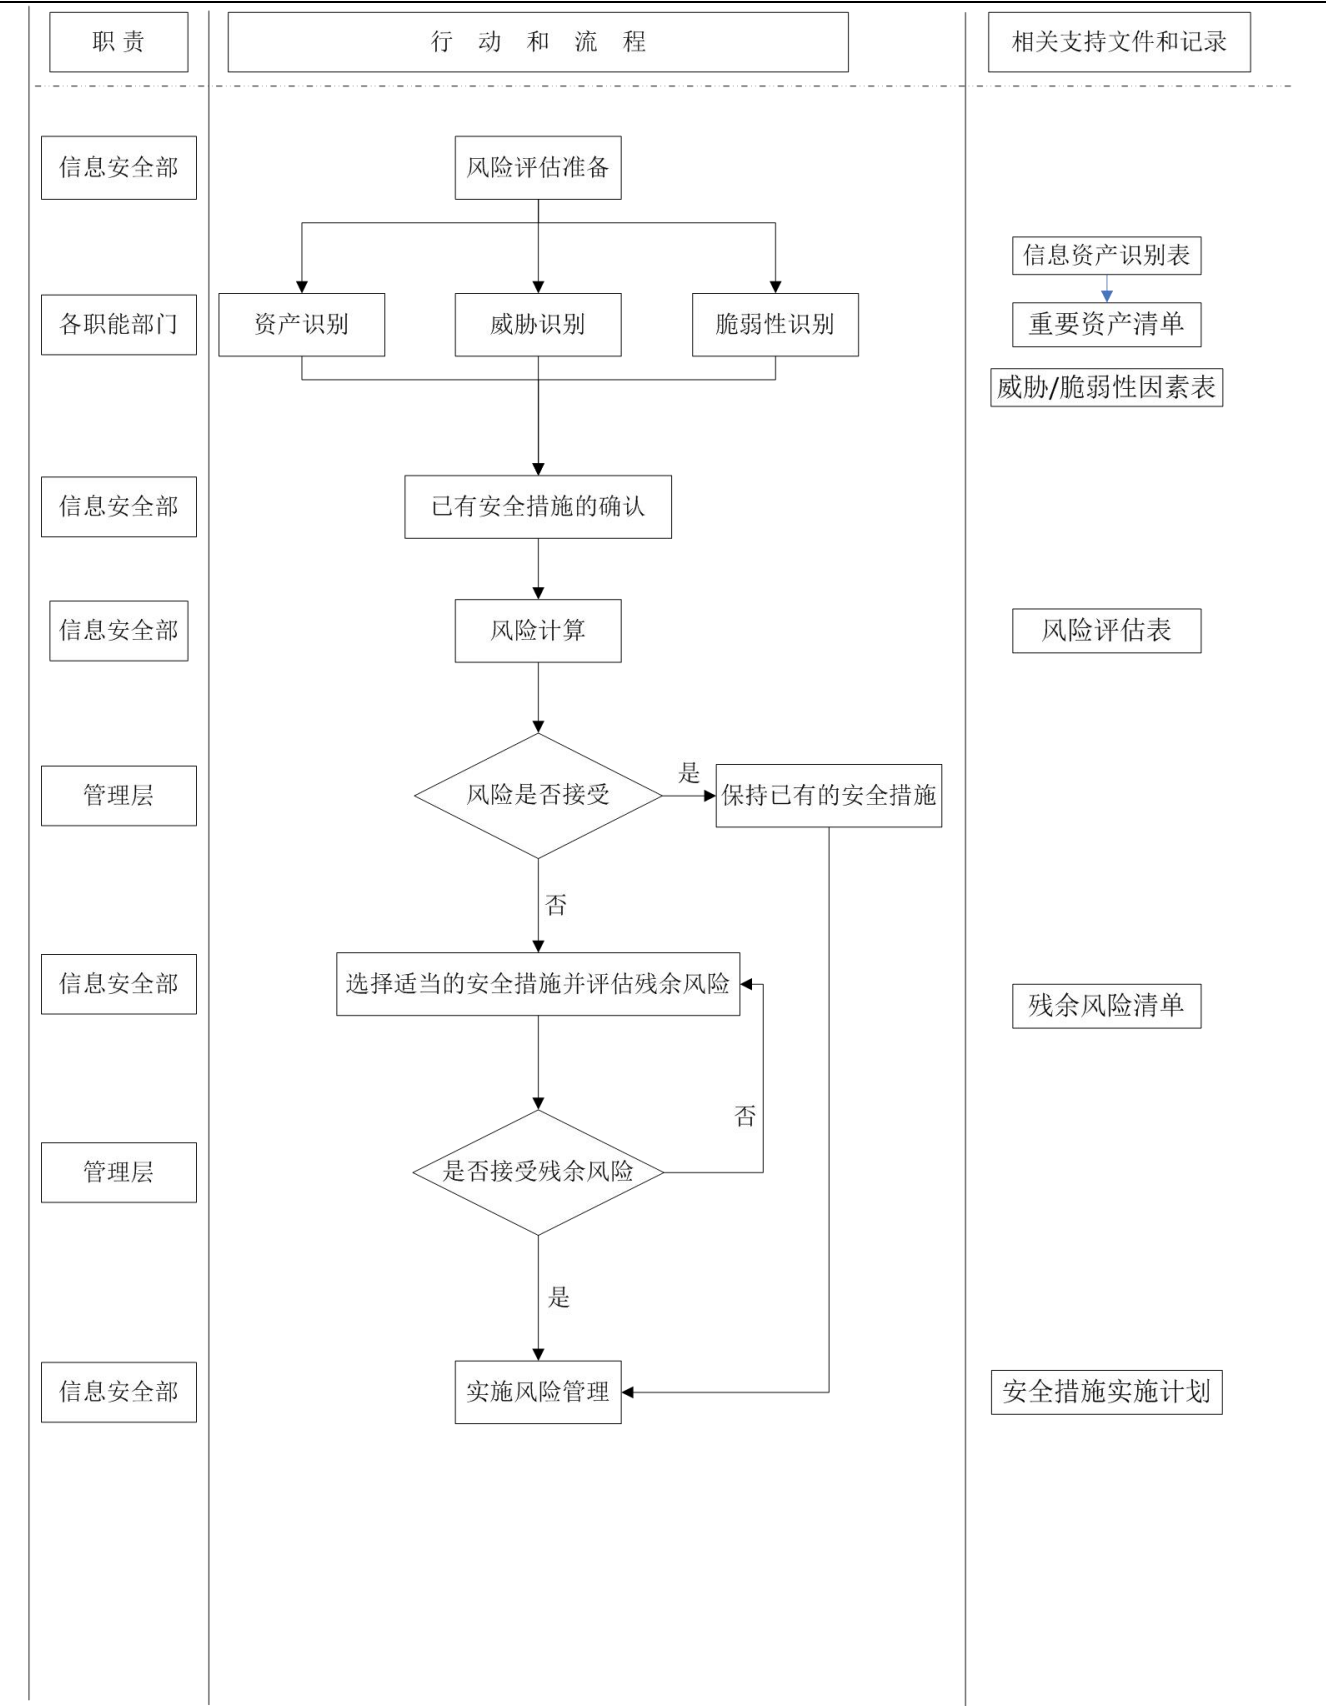 职 责
行 动 和 流 程
相关支持文件和记录
信息安全部
风险评估准备
信息资产识别表
各职能部门
资产识别
威胁识别
脆弱性识别
重要资产清单
威胁/脆弱性因素表
信息安全部
已有安全措施的确认
信息安全部
风险计算
风险评估表
管理层
风险是否接受
是
保持已有的安全措施
否
信息安全部
选择适当的安全措施并评估残余风险
残余风险清单
否
管理层
是否接受残余风险
是
信息安全部
实施风险管理
安全措施实施计划